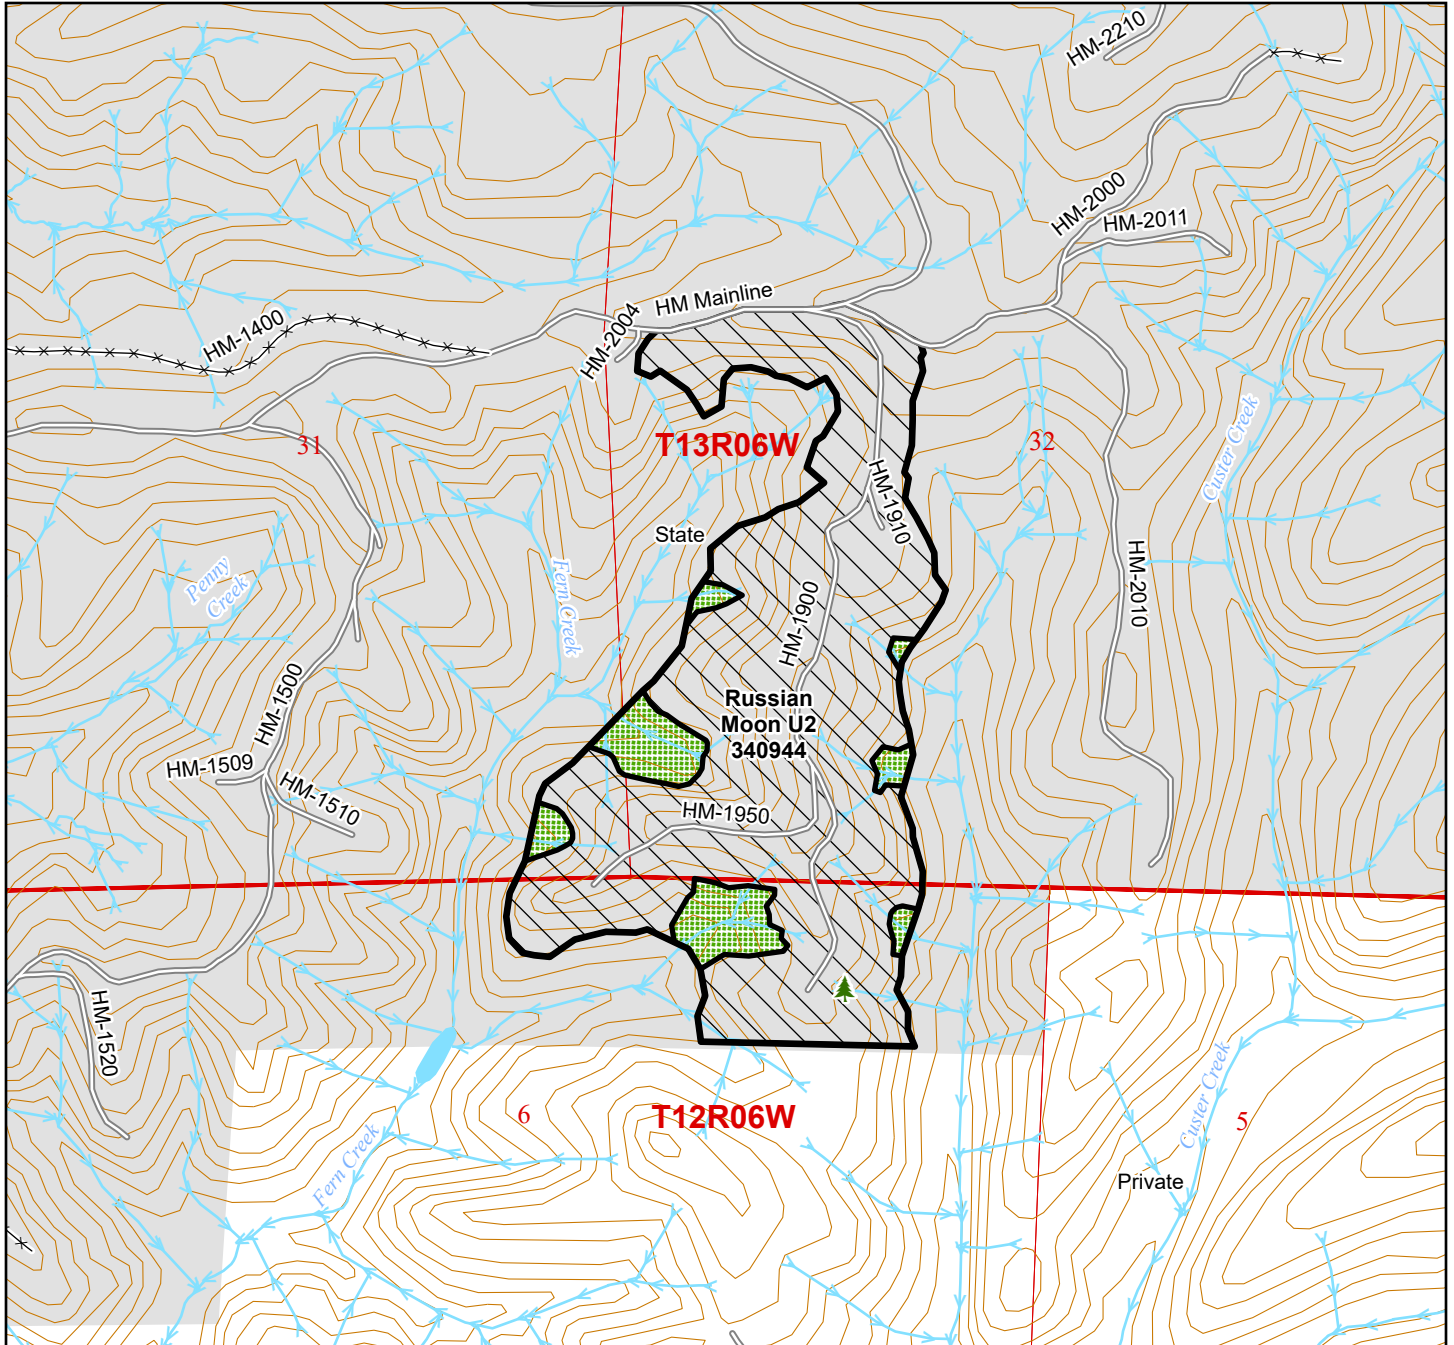 HM-2210
HM-2000
HM-2011
HM Mainline
HM-2004
HM-1400
31
T13R06W
32
Custer Creek
HM-1910
State
Fern Creek
Penny
Creek
HM-2010
HM-1900
HM-1500
Russian
Moon U2
340944
HM-1509
HM-1510
HM-1950
HM-1520
6
T12R06W
5
Custer Creek
Fern Creek
Private